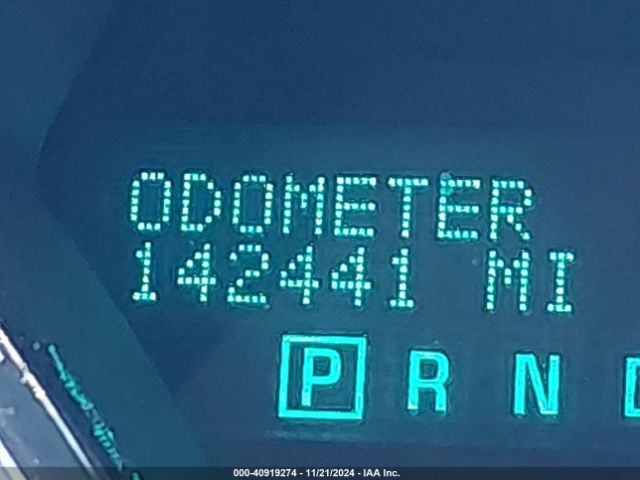 ODOMETER
142441 MI
P R N
000-40919274 - 11/21/2024 - IAA Inc.